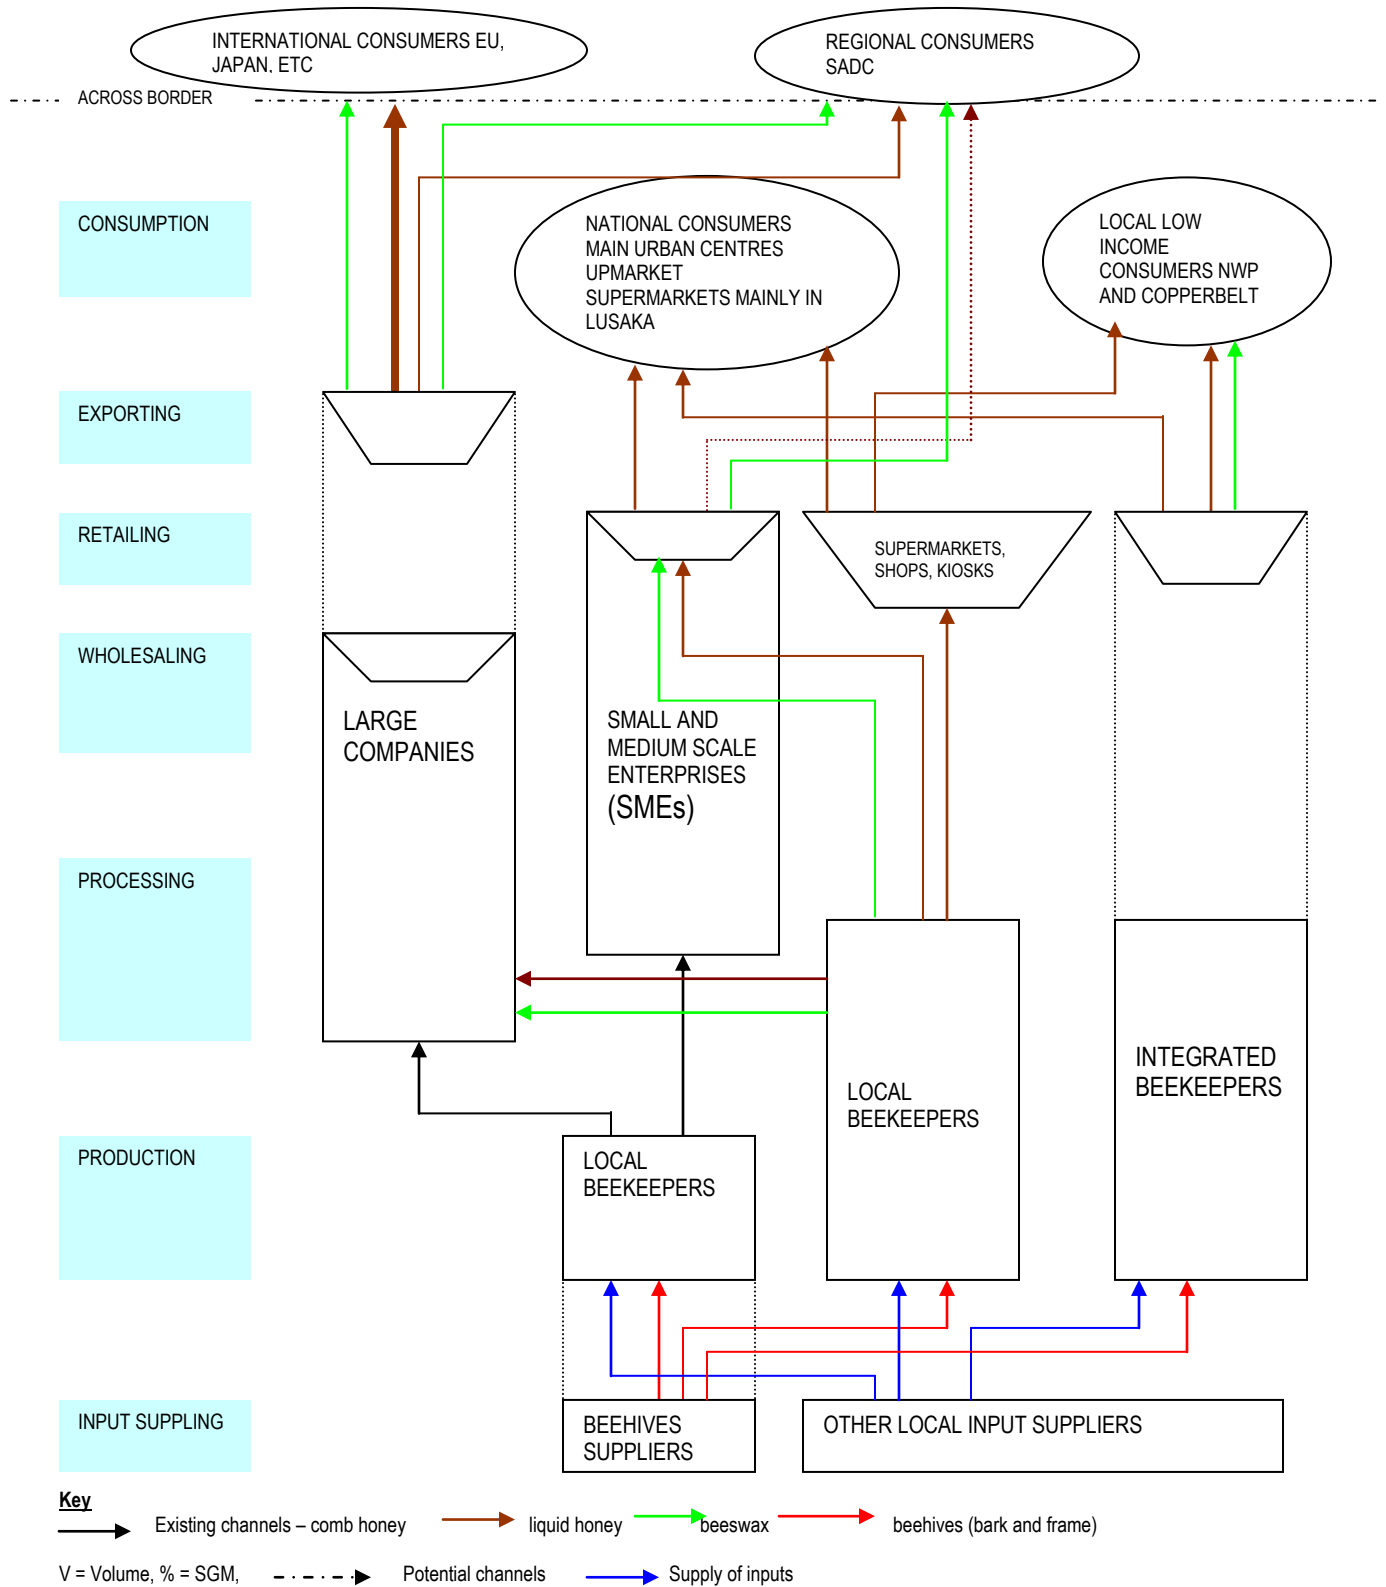 INTERNATIONAL CONSUMERS EU,
JAPAN, ETC
REGIONAL CONSUMERS
SADC
ACROSS BORDER
CONSUMPTION
NATIONAL CONSUMERS
MAIN URBAN CENTRES
UPMARKET
SUPERMARKETS MAINLY IN
LUSAKA
LOCAL LOW
INCOME
CONSUMERS NWP
AND COPPERBELT
EXPORTING
RETAILING
SUPERMARKETS,
SHOPS, KIOSKS
WHOLESALING
LARGE
COMPANIES
SMALL AND
MEDIUM SCALE
ENTERPRISES
(SMEs)
PROCESSING
LOCAL
BEEKEEPERS
INTEGRATED
BEEKEEPERS
PRODUCTION
LOCAL
BEEKEEPERS
INPUT SUPPLING
BEEHIVES
SUPPLIERS
OTHER LOCAL INPUT SUPPLIERS
Key
Existing channels – comb honey
liquid honey
beeswax
beehives (bark and frame)
V = Volume, % = SGM,
Potential channels
Supply of inputs